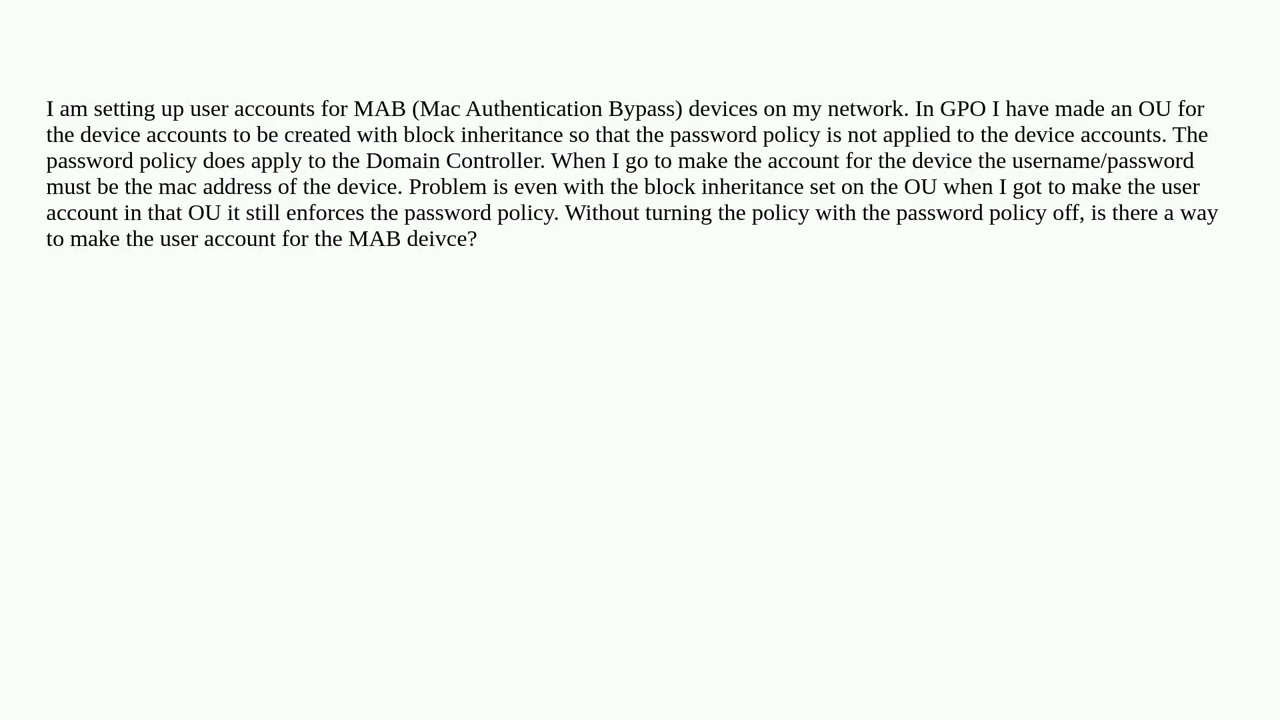 I am setting up user accounts for MAB (Mac Authentication Bypass) devices on my network. In GPO I have made an OU for
the device accounts to be created with block inheritance so that the password policy is not applied to the device accounts. The
password policy does apply to the Domain Controller. When I go to make the account for the device the username/password
must be the mac address of the device. Problem is even with the block inheritance set on the OU when I got to make the user
account in that OU it still enforces the password policy. Without turning the policy with the password policy off, is there a way
to make the user account for the MAB deivce?